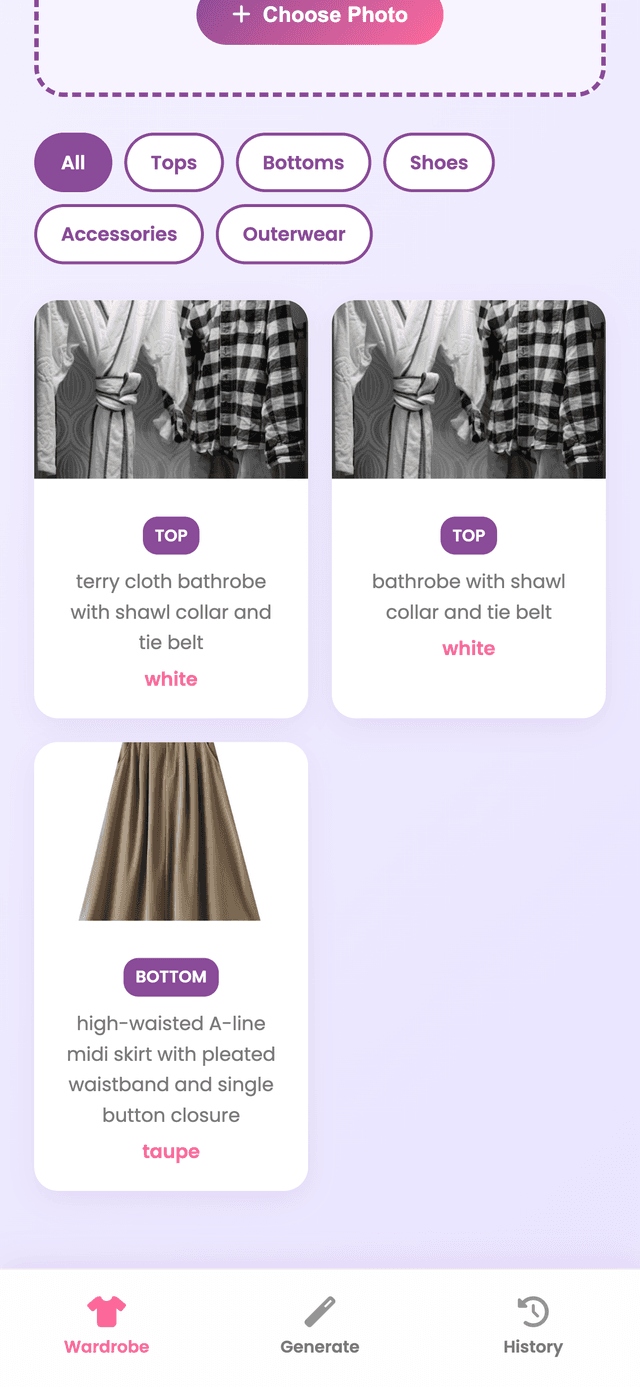 + Choose Photo
All
Tops
Bottoms
Shoes
Accessories
Outerwear
TOP
terry cloth bathrobe
with shawl collar and
tie belt
white
TOP
bathrobe with shawl
collar and tie belt
white
BOTTOM
high-waisted A-line
midi skirt with pleated
waistband and single
button closure
taupe
Wardrobe
Generate
History